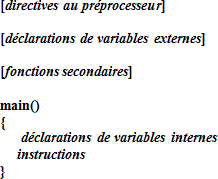 [directives au préprocesseur]
[déclarations de variables externes]
[fonctions secondaires]
main()
{
déclarations de variables internes
instructions
}